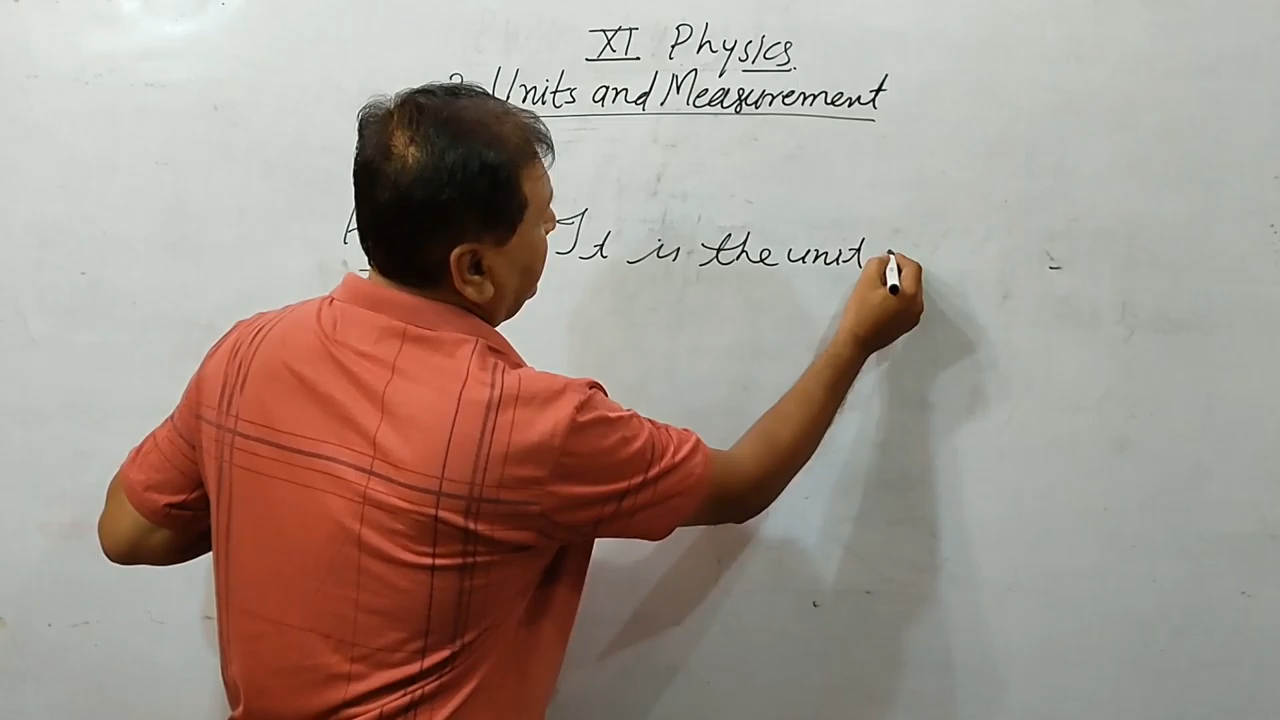 XI Physics
Units and Measurement
It is the unit